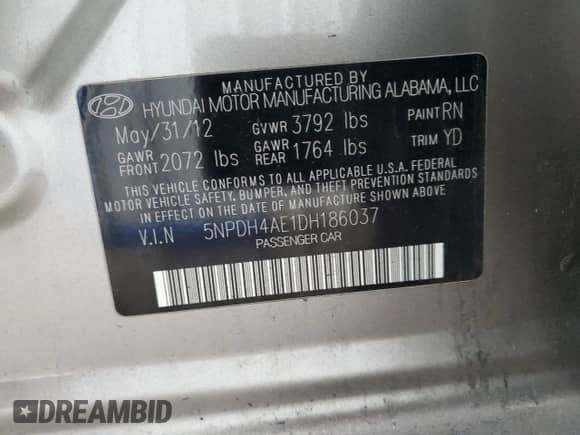 MANUFACTURED BY
HYUNDAI MOTOR MANUFACTURING ALABAMA, LLC
May/31/12 GVWR 3792 lbs PAINT RN
GAWR FRONT 2072 lbs GAWR REAR 1764 lbs TRIM YD
THIS VEHICLE CONFORMS TO ALL APPLICABLE U.S.A. FEDERAL
MOTOR VEHICLE SAFETY, BUMPER, AND THEFT PREVENTION STANDARDS
IN EFFECT ON THE DATE OF MANUFACTURE SHOWN ABOVE
V.I.N 5NPDH4AE1DH186037
PASSENGER CAR
DREAMBID